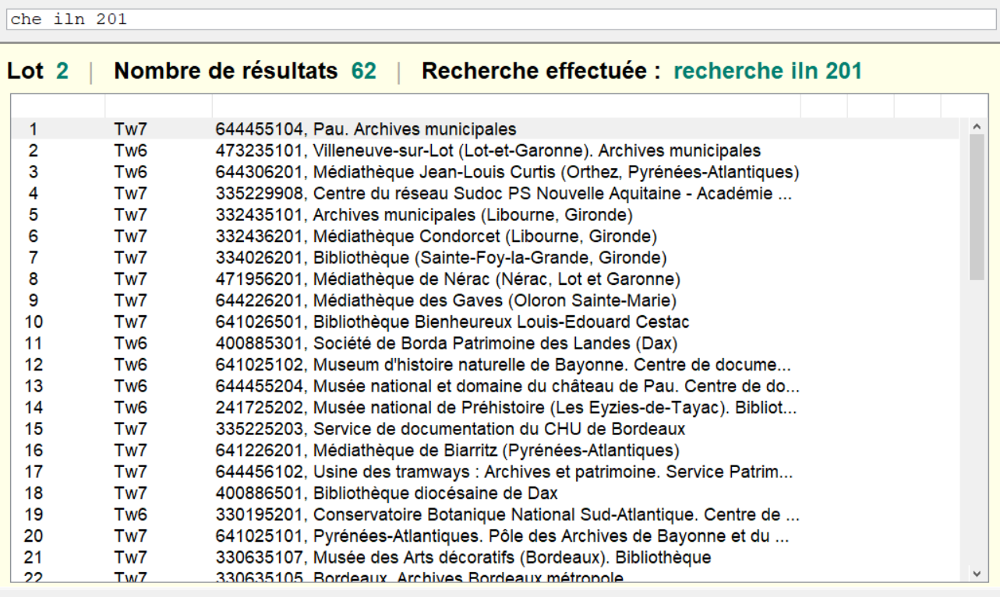 che iln 201
Lot 2 | Nombre de résultats 62 | Recherche effectuée : recherche iln 201
1 Tw7 644455104, Pau. Archives municipales
2 Tw6 473235101, Villeneuve-sur-Lot (Lot-et-Garonne). Archives municipales
3 Tw6 644306201, Médiathèque Jean-Louis Curtis (Orthez, Pyrénées-Atlantiques)
4 Tw7 335229908, Centre du réseau Sudoc PS Nouvelle Aquitaine - Académie ...
5 Tw7 332435101, Archives municipales (Libourne, Gironde)
6 Tw7 332436201, Médiathèque Condorcet (Libourne, Gironde)
7 Tw7 334026201, Bibliothèque (Sainte-Foy-la-Grande, Gironde)
8 Tw7 471956201, Médiathèque de Nérac (Nérac, Lot et Garonne)
9 Tw7 644226201, Médiathèque des Gaves (Oloron Sainte-Marie)
10 Tw7 641026501, Bibliothèque Bienheureux Louis-Edouard Cestac
11 Tw6 400885301, Société de Borda Patrimoine des Landes (Dax)
12 Tw6 641025102, Museum d'histoire naturelle de Bayonne. Centre de docume...
13 Tw6 644455204, Musée national et domaine du château de Pau. Centre de do...
14 Tw6 241725202, Musée national de Préhistoire (Les Eyzies-de-Tayac). Bibliot...
15 Tw7 335225203, Service de documentation du CHU de Bordeaux
16 Tw7 641226201, Médiathèque de Biarritz (Pyrénées-Atlantiques)
17 Tw7 644456102, Usine des tramways : Archives et patrimoine. Service Patrim...
18 Tw7 400886501, Bibliothèque diocésaine de Dax
19 Tw6 330195201, Conservatoire Botanique National Sud-Atlantique. Centre de ...
20 Tw7 641025101, Pyrénées-Atlantiques. Pôle des Archives de Bayonne et du ...
21 Tw7 330635107, Musée des Arts décoratifs (Bordeaux). Bibliothèque
22 Tw7 330635105, Bordeaux. Archives Bordeaux métropole